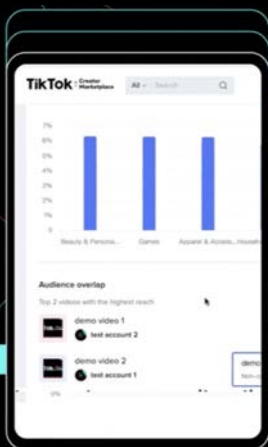 TikTok Creator Marketplace All Search
7%
6%
5%
4%
3%
2%
1%
0
Beauty & Persona... Games Apparel & Access... Househ
Audience overlap
Top 2 videos with the highest reach
demo video 1
test account 2
demo video 2
test account 1
demo
Non-
0%